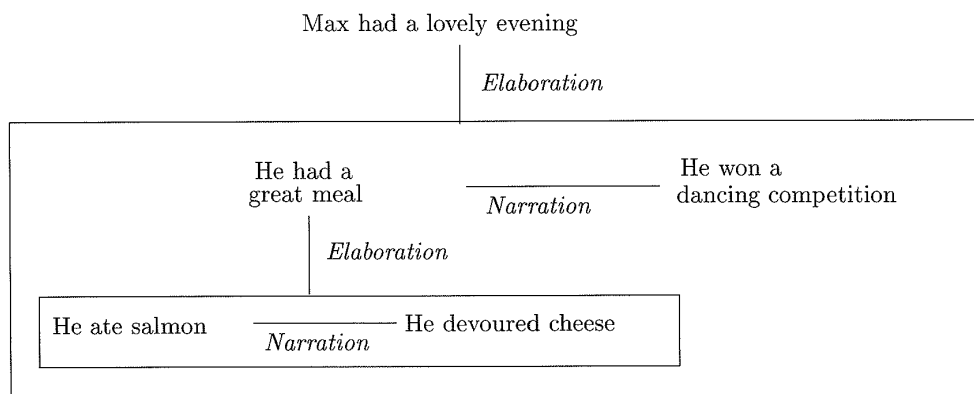 Max had a lovely evening
Elaboration
He had a
great meal
Narration
He won a
dancing competition
Elaboration
He ate salmon
Narration
He devoured cheese